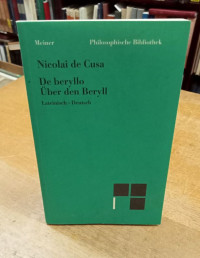 Meiner Philosophische Bibliothek
Nicolai de Cusa
De beryllo
Über den Beryll
Lateinisch - Deutsch